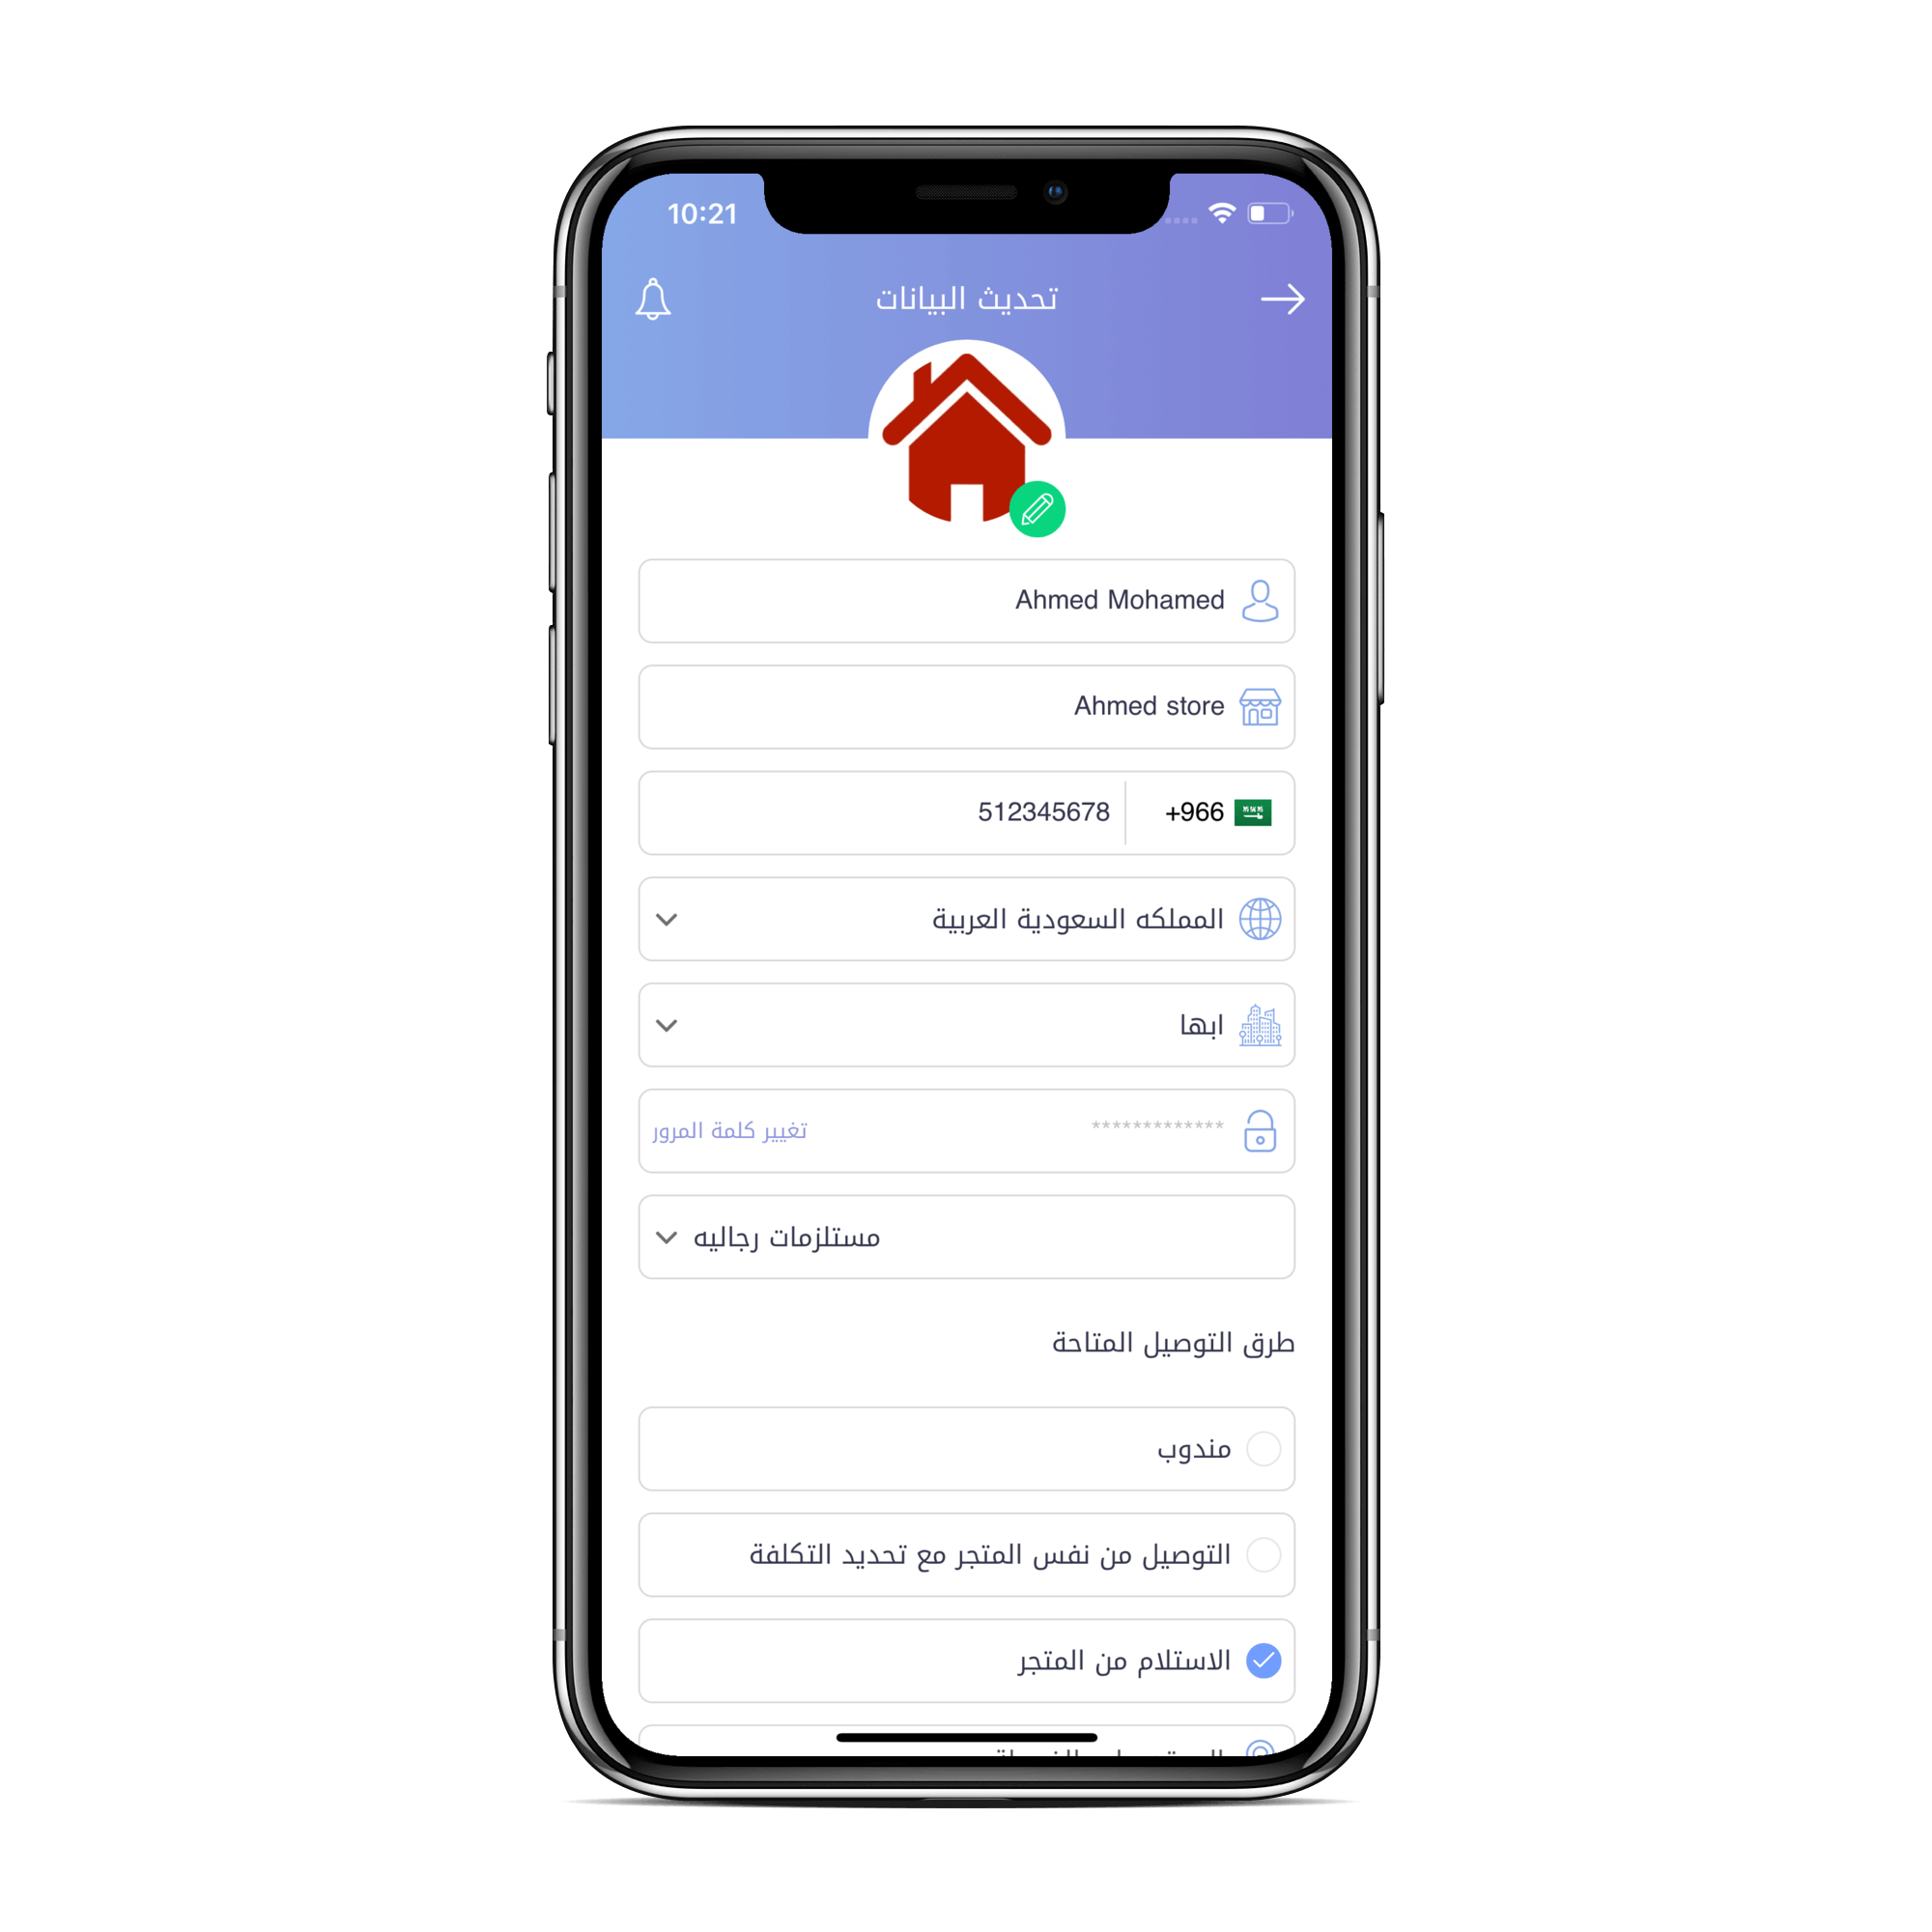 10:21
تحديث البيانات
Ahmed Mohamed
Ahmed store
+966 512345678
المملكه السعودية العربية
ابها
************* تغيير كلمة المرور
مستلزمات رجاليه
طرق التوصيل المتاحة
مندوب
التوصيل من نفس المتجر مع تحديد التكلفة
الاستلام من المتجر